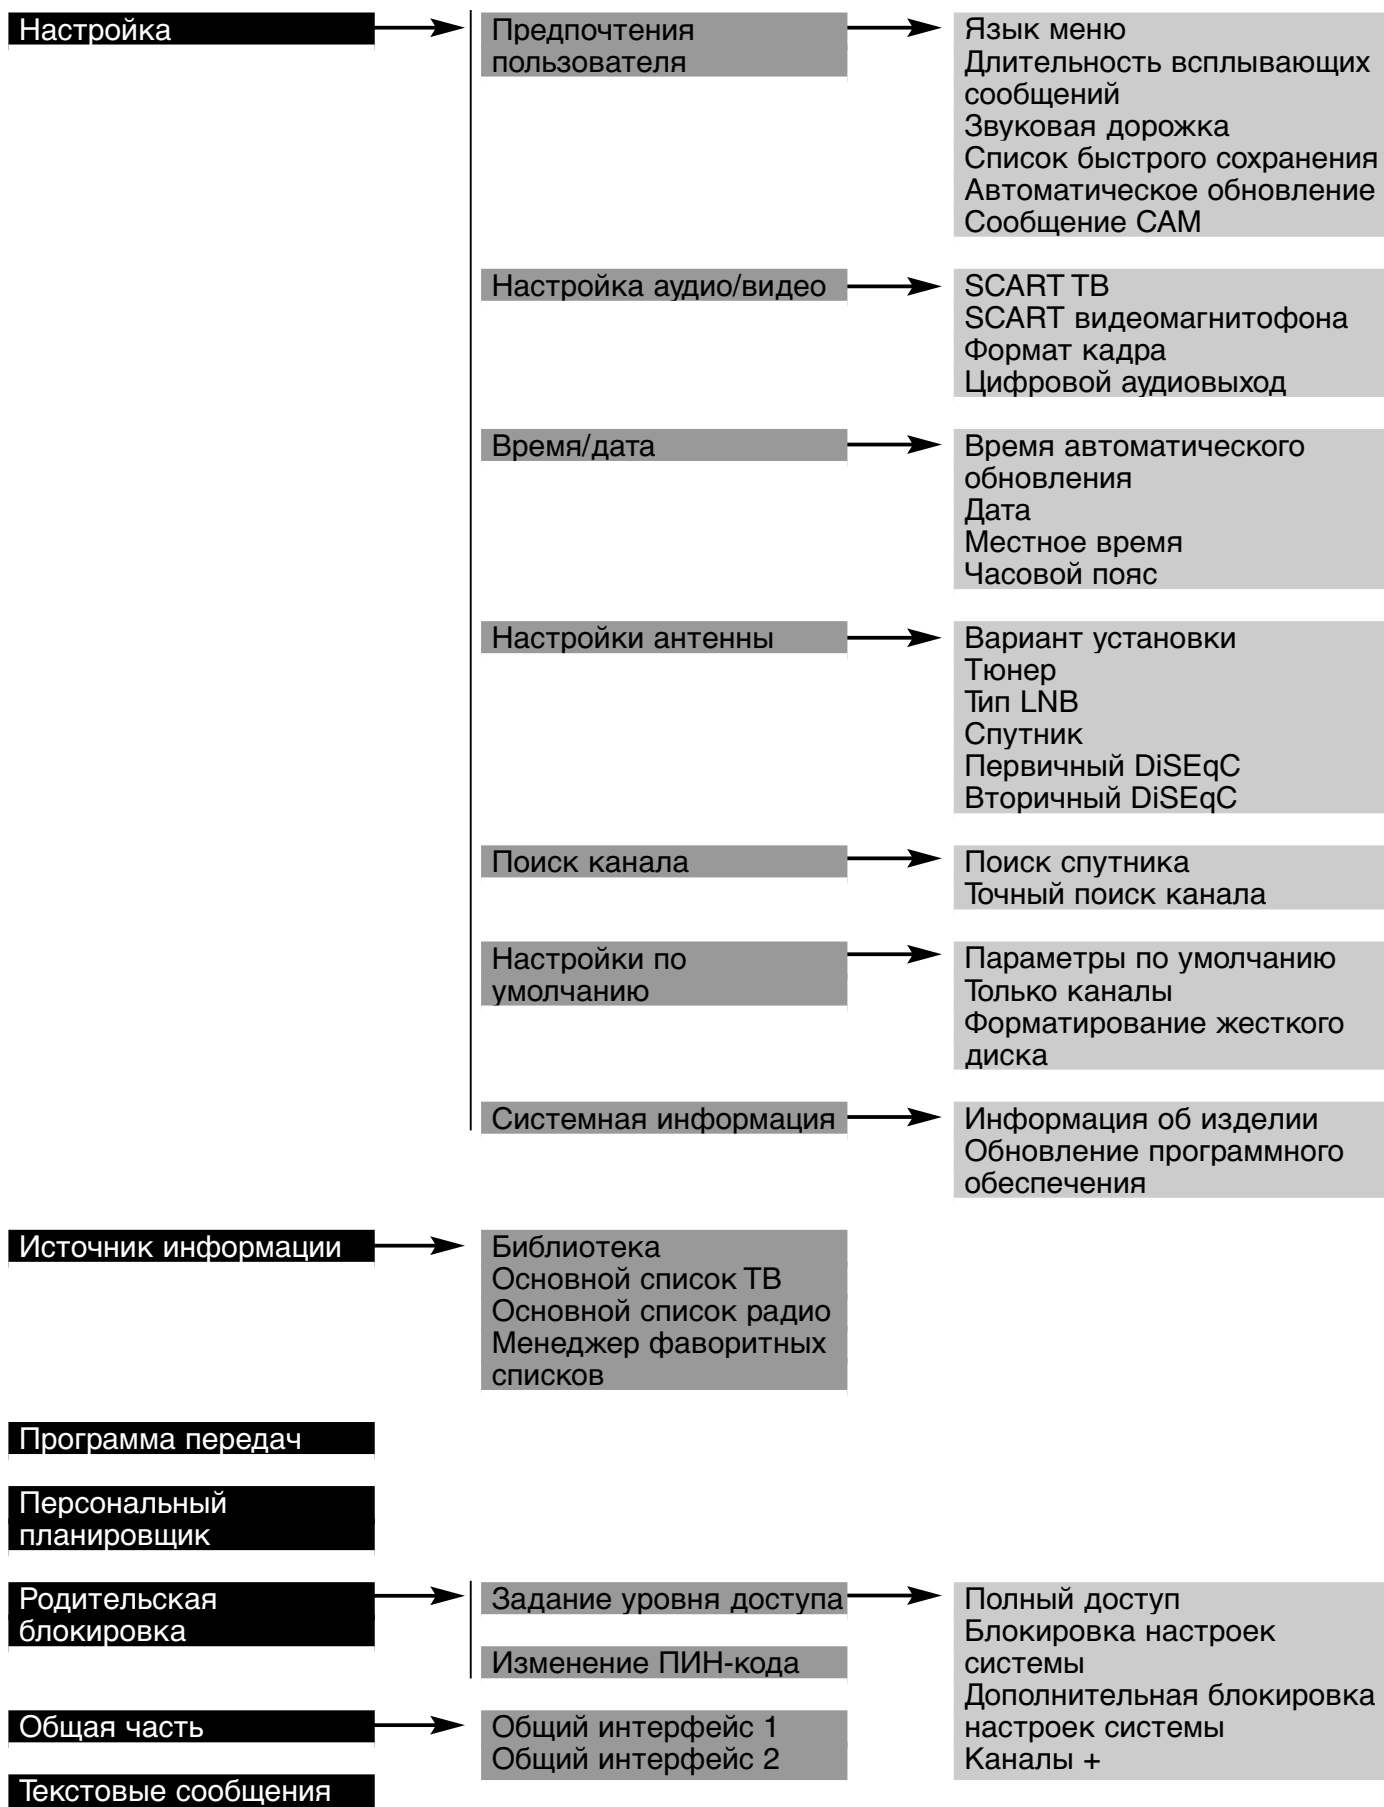 Настройка
Предпочтения
пользователя
Язык меню
Длительность всплывающих
сообщений
Звуковая дорожка
Список быстрого сохранения
Автоматическое обновление
Сообщение CAM
Настройка аудио/видео
SCART ТВ
SCART видеомагнитофона
Формат кадра
Цифровой аудиовыход
Время/дата
Время автоматического
обновления
Дата
Местное время
Часовой пояс
Настройки антенны
Вариант установки
Тюнер
Тип LNB
Спутник
Первичный DiSEqC
Вторичный DiSEqC
Поиск канала
Поиск спутника
Точный поиск канала
Настройки по
умолчанию
Параметры по умолчанию
Только каналы
Форматирование жесткого
диска
Системная информация
Информация об изделии
Обновление программного
обеспечения
Источник информации
Библиотека
Основной список ТВ
Основной список радио
Менеджер фаворитных
списков
Программа передач
Персональный
планировщик
Родительская
блокировка
Задание уровня доступа
Полный доступ
Блокировка настроек
системы
Дополнительная блокировка
настроек системы
Каналы +
Изменение ПИН-кода
Общая часть
Общий интерфейс 1
Общий интерфейс 2
Текстовые сообщения